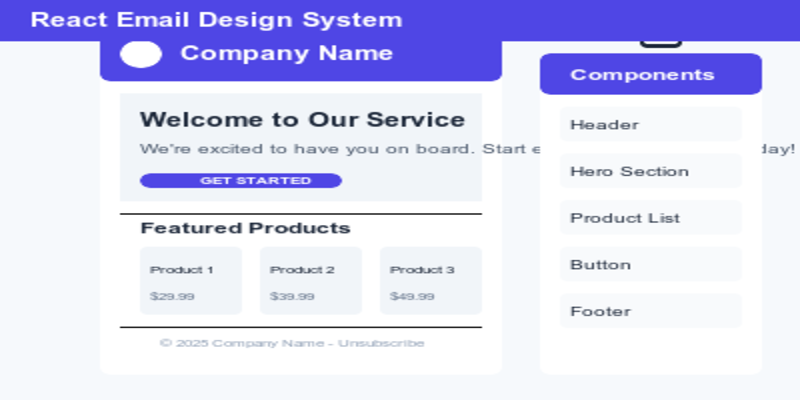 React Email Design System
Company Name
Welcome to Our Service
We're excited to have you on board. Start
day!
GET STARTED
Featured Products
Product 1
$29.99
Product 2
$39.99
Product 3
$49.99
© 2025 Company Name - Unsubscribe
Components
Header
Hero Section
Product List
Button
Footer